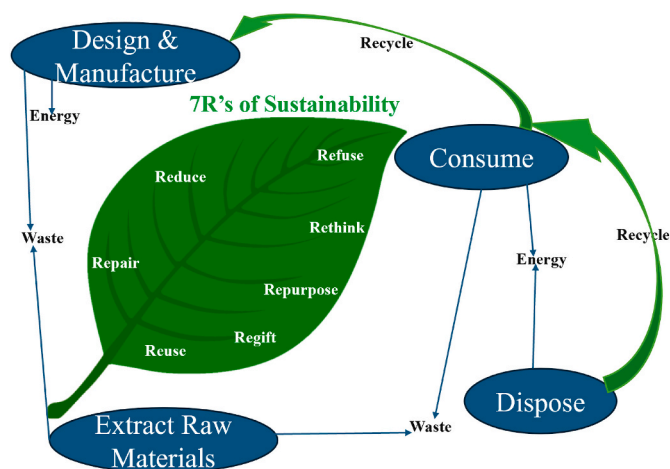 Design &
Manufacture
Recycle
Energy
7R's of Sustainability
Refuse
Reduce
Consume
Rethink
Waste
Recycle
Repair
Energy
Repurpose
Regift
Reuse
Dispose
Waste
Extract Raw
Materials